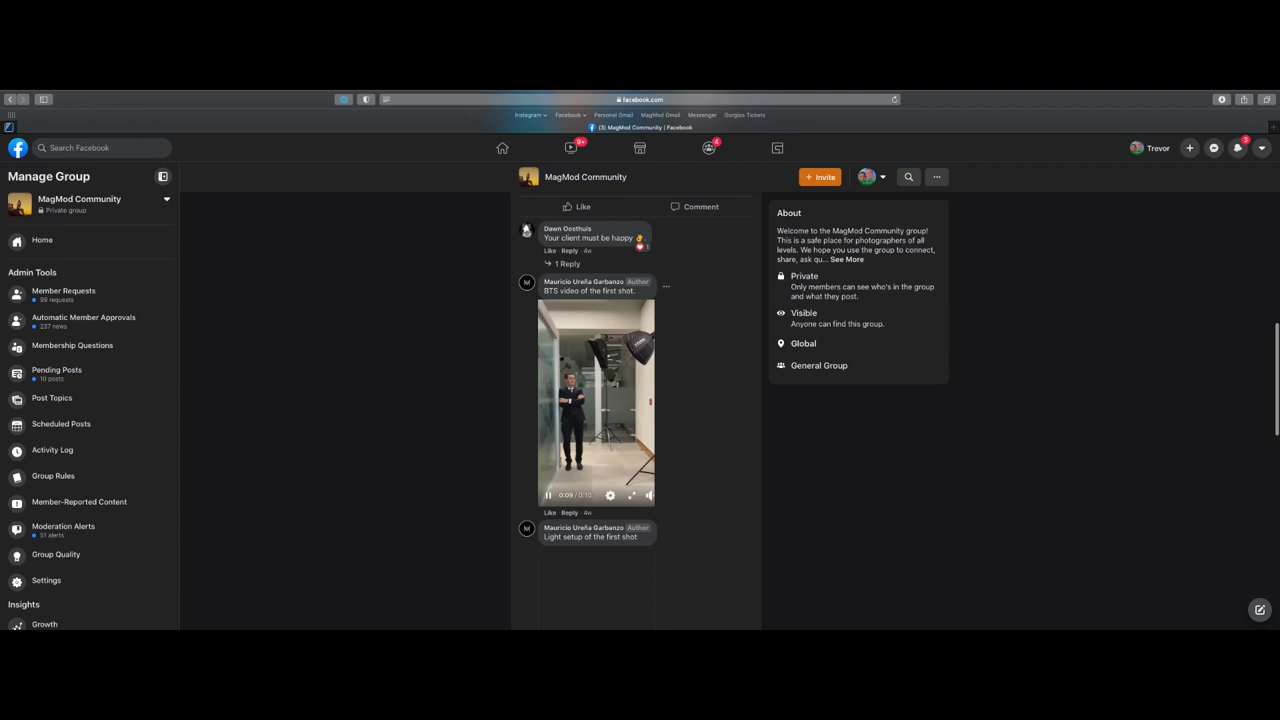 facebook.com
Instagram
Facebook
Personal Gmail
MagMod Gmail
Messenger
Gorgias Tickets
(3) MagMod Community | Facebook
Search Facebook
9+
4
Trevor
3
Manage Group
MagMod Community
Private group
Home
Admin Tools
Member Requests
99 requests
Automatic Member Approvals
237 news
Membership Questions
Pending Posts
10 posts
Post Topics
Scheduled Posts
Activity Log
Group Rules
Member-Reported Content
Moderation Alerts
51 alerts
Group Quality
Settings
Insights
Growth
MagMod Community
+ Invite
Like
Comment
Dawn Oosthuis
Your client must be happy 👌.
1
Like Reply 4w
1 Reply
M
Mauricio Ureña Garbanzo Author
BTS video of the first shot.
0:09 / 0:10
Like Reply 4w
M
Mauricio Ureña Garbanzo Author
Light setup of the first shot
About
Welcome to the MagMod Community group!
This is a safe place for photographers of all
levels. We hope you use the group to connect,
share, ask qu... See More
Private
Only members can see who's in the group
and what they post.
Visible
Anyone can find this group.
Global
General Group